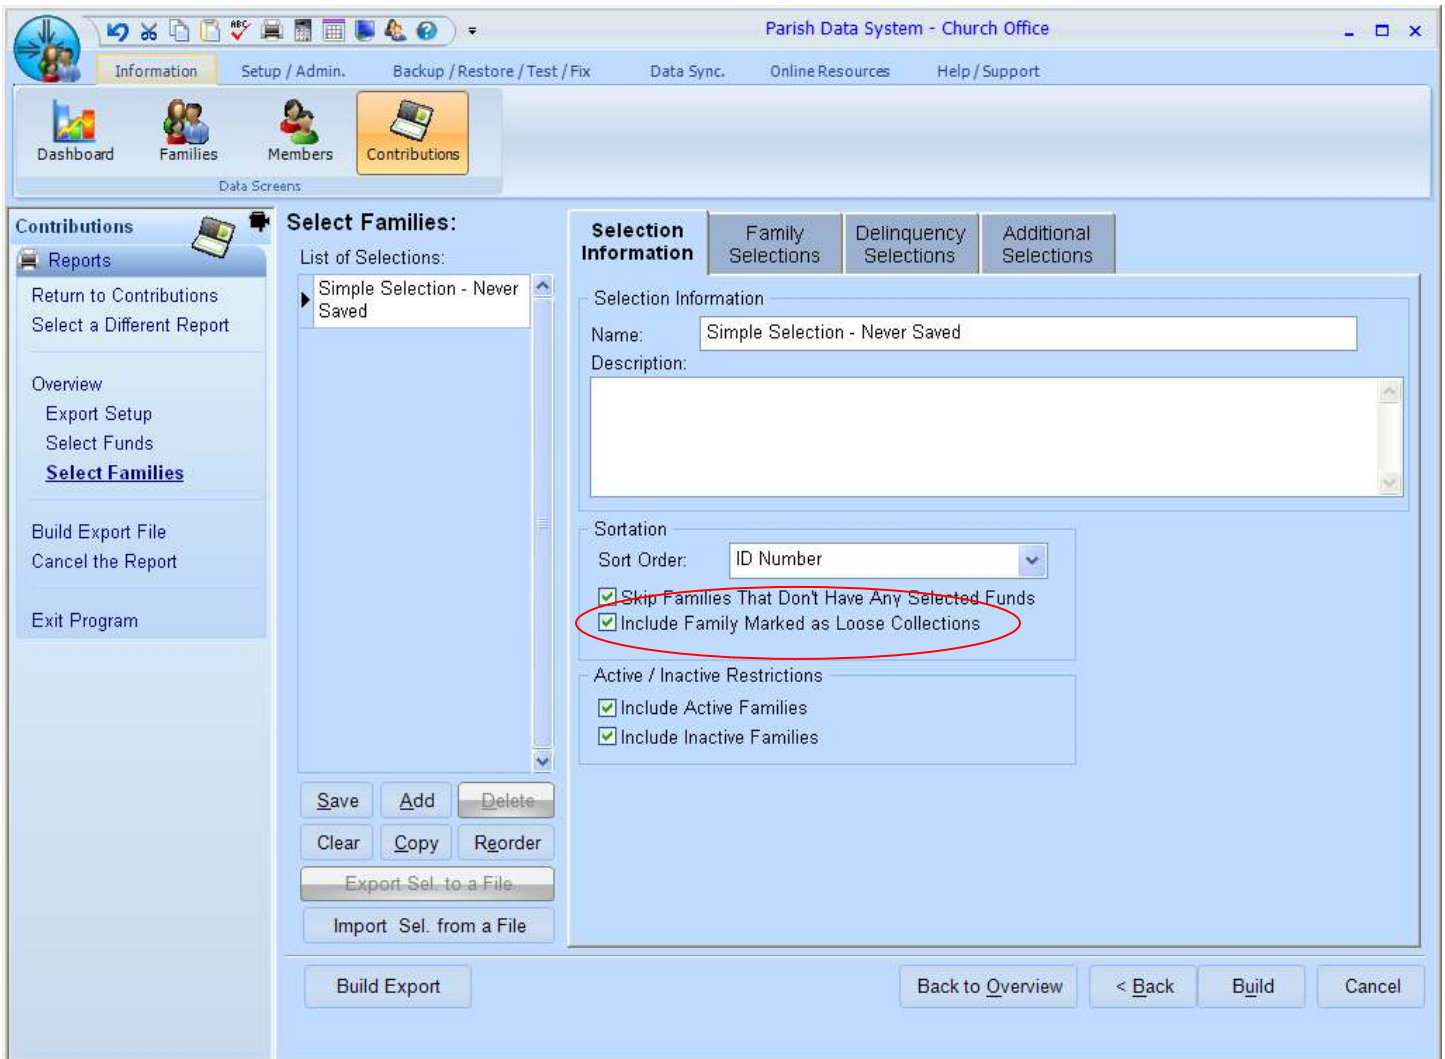 ABC
Parish Data System - Church Office
Information
Setup / Admin.
Backup / Restore / Test / Fix
Data Sync.
Online Resources
Help / Support
Dashboard
Families
Members
Contributions
Data Screens
Contributions
Reports
Return to Contributions
Select a Different Report
Overview
Export Setup
Select Funds
Select Families
Build Export File
Cancel the Report
Exit Program
Select Families:
List of Selections:
Simple Selection - Never
Saved
Save
Add
Delete
Clear
Copy
Reorder
Export Sel. to a File
Import Sel. from a File
Selection
Information
Family
Selections
Delinquency
Selections
Additional
Selections
Selection Information
Name:
Simple Selection - Never Saved
Description:
Sortation
Sort Order:
ID Number
Skip Families That Don't Have Any Selected Funds
Include Family Marked as Loose Collections
Active / Inactive Restrictions
Include Active Families
Include Inactive Families
Build Export
Back to Overview
< Back
Build
Cancel